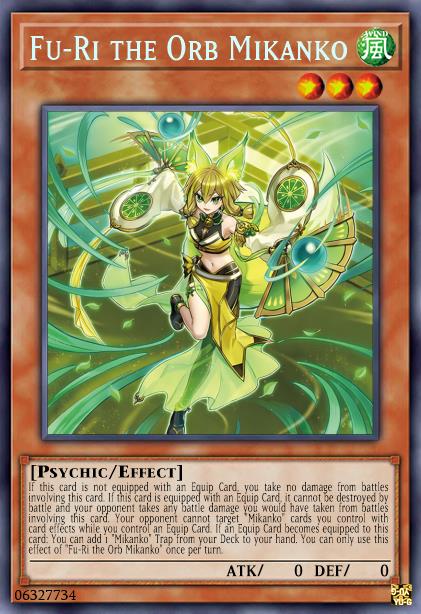 FU-RI THE ORB MIKANKO
WIND
風
[PSYCHIC/EFFECT]
If this card is not equipped with an Equip Card, you take no damage from battles
involving this card. If this card is equipped with an Equip Card, it cannot be destroyed by
battle and your opponent takes any battle damage you would have taken from battles
involving this card. Your opponent cannot target "Mikanko" cards you control with
card effects while you control an Equip Card. If an Equip Card becomes equipped to this
card: You can add 1 "Mikanko" Trap from your Deck to your hand. You can only use this
effect of "Fu-Ri the Orb Mikanko" once per turn.
ATK/ 0 DEF/ 0
06327734